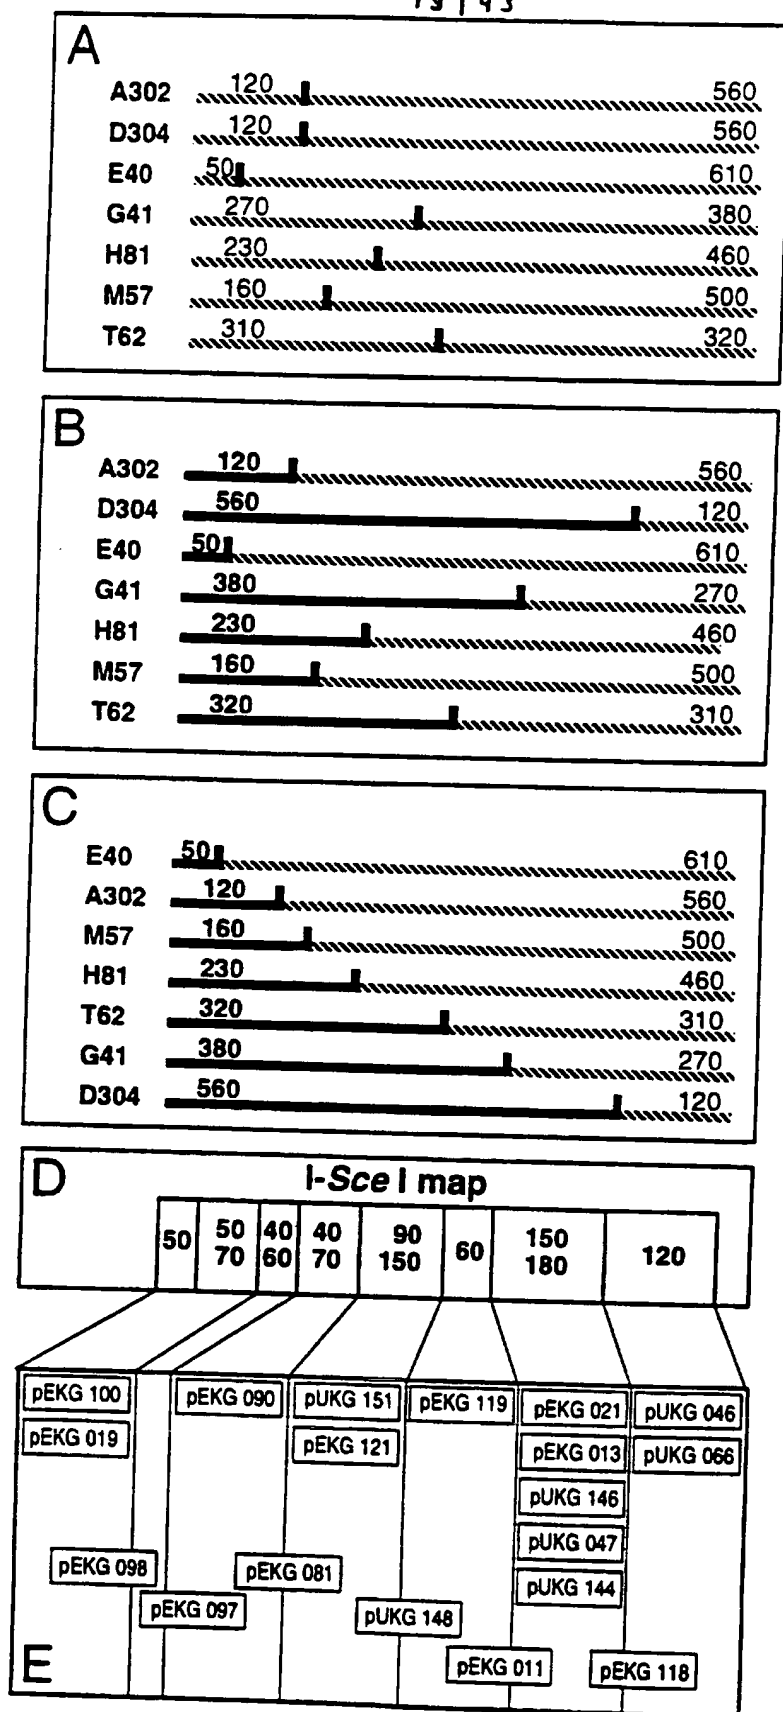 A
A302 120 560
D304 120 560
E40 50 610
G41 270 380
H81 230 460
M57 160 500
T62 310 320
B
A302 120 560
D304 560 120
E40 50 610
G41 380 270
H81 230 460
M57 160 500
T62 320 310
C
E40 50 610
A302 120 560
M57 160 500
H81 230 460
T62 320 310
G41 380 270
D304 560 120
D I-Sce I map
50 40 40 90 150
50 60 120
70 60 70 150 180
pEKG 100 pEKG 090 pUKG 151 pEKG 119 pEKG 021 pUKG 046
pEKG 019 pEKG 121 pEKG 013 pUKG 066
pUKG 146
pUKG 047
pEKG 098 pEKG 081 pUKG 144
pEKG 097 pUKG 148
E pEKG 011 pEKG 118